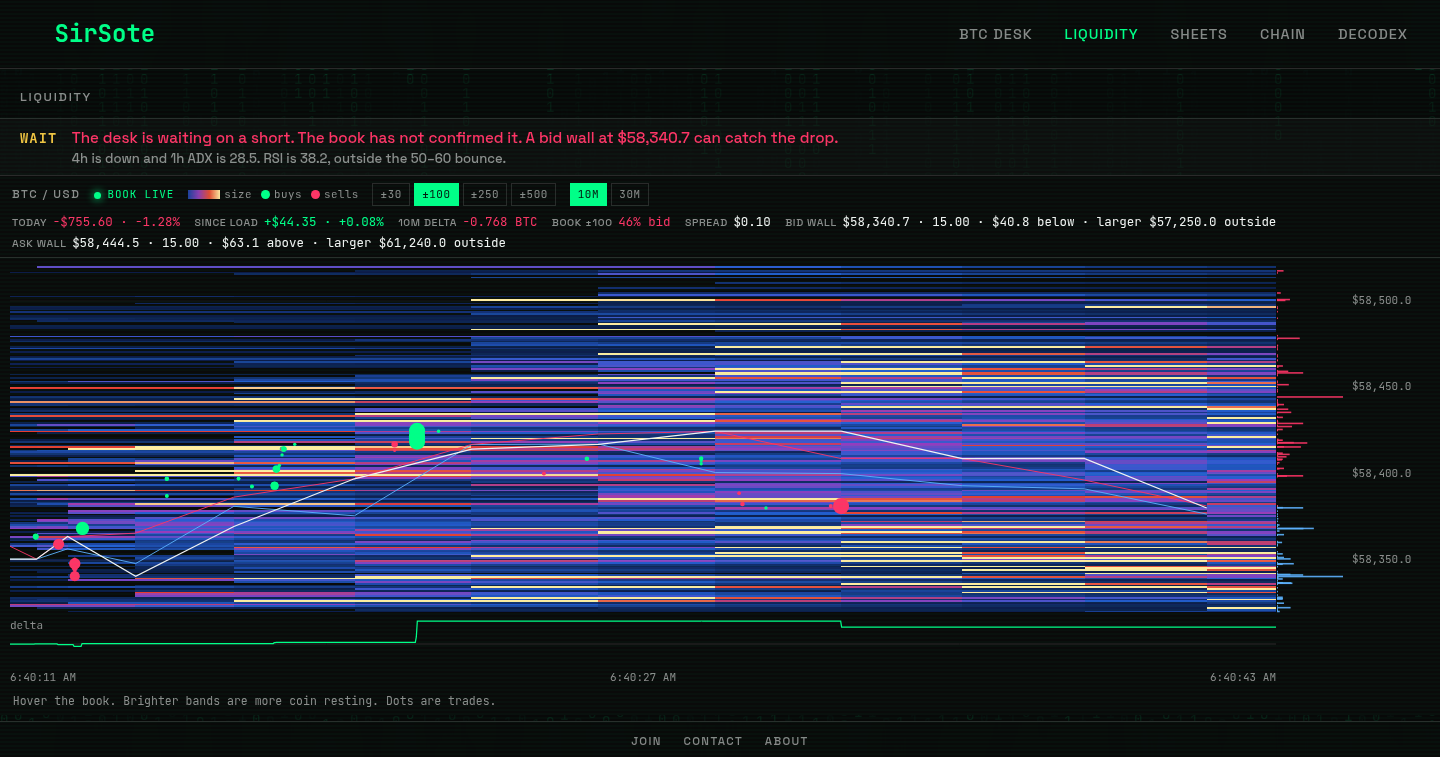 SirSote
BTC DESK LIQUIDITY SHEETS CHAIN DECODEX
LIQUIDITY
WAIT The desk is waiting on a short. The book has not confirmed it. A bid wall at $58,340.7 can catch the drop.
4h is down and 1h ADX is 28.5. RSI is 38.2, outside the 50–60 bounce.
BTC / USD BOOK LIVE size buys sells ±30 ±100 ±250 ±500 10M 30M
TODAY -$755.60 · -1.28% SINCE LOAD +$44.35 · +0.08% 10M DELTA -0.768 BTC BOOK ±100 46% bid SPREAD $0.10 BID WALL $58,340.7 · 15.00 · $40.8 below · larger $57,250.0 outside
ASK WALL $58,444.5 · 15.00 · $63.1 above · larger $61,240.0 outside
$58,500.0
$58,450.0
$58,400.0
$58,350.0
delta
6:40:11 AM 6:40:27 AM 6:40:43 AM
Hover the book. Brighter bands are more coin resting. Dots are trades.
JOIN CONTACT ABOUT